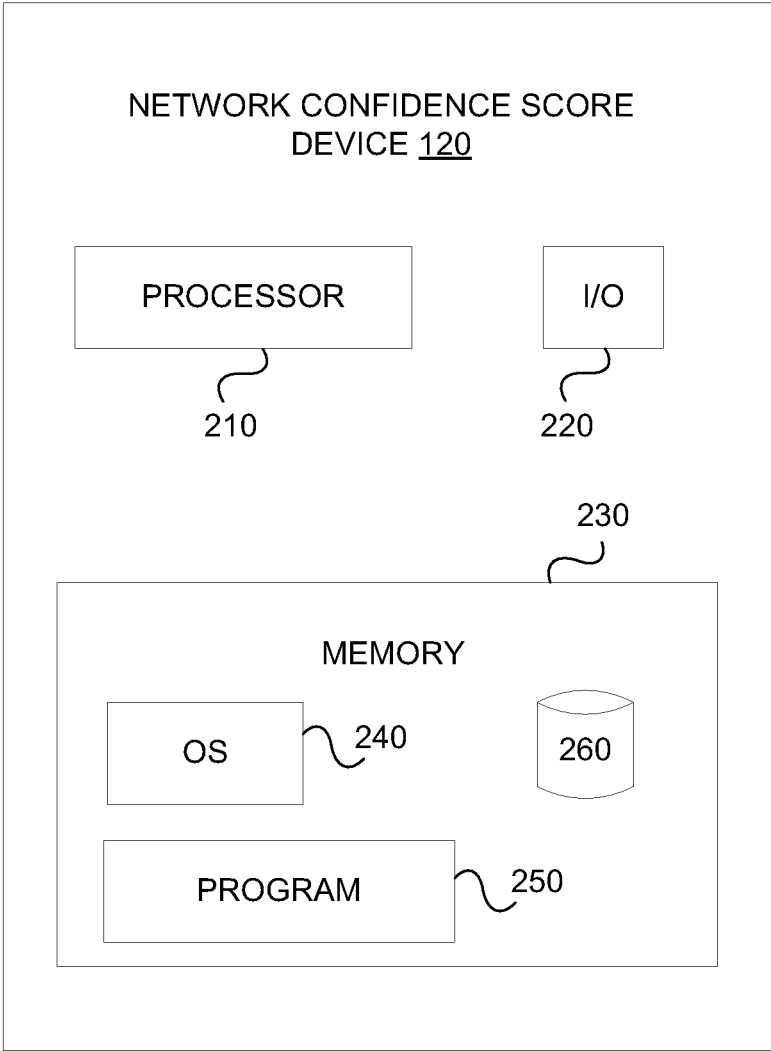 NETWORK CONFIDENCE SCORE
DEVICE 120
PROCESSOR
I/O
210
220
230
MEMORY
OS
240
260
PROGRAM
250